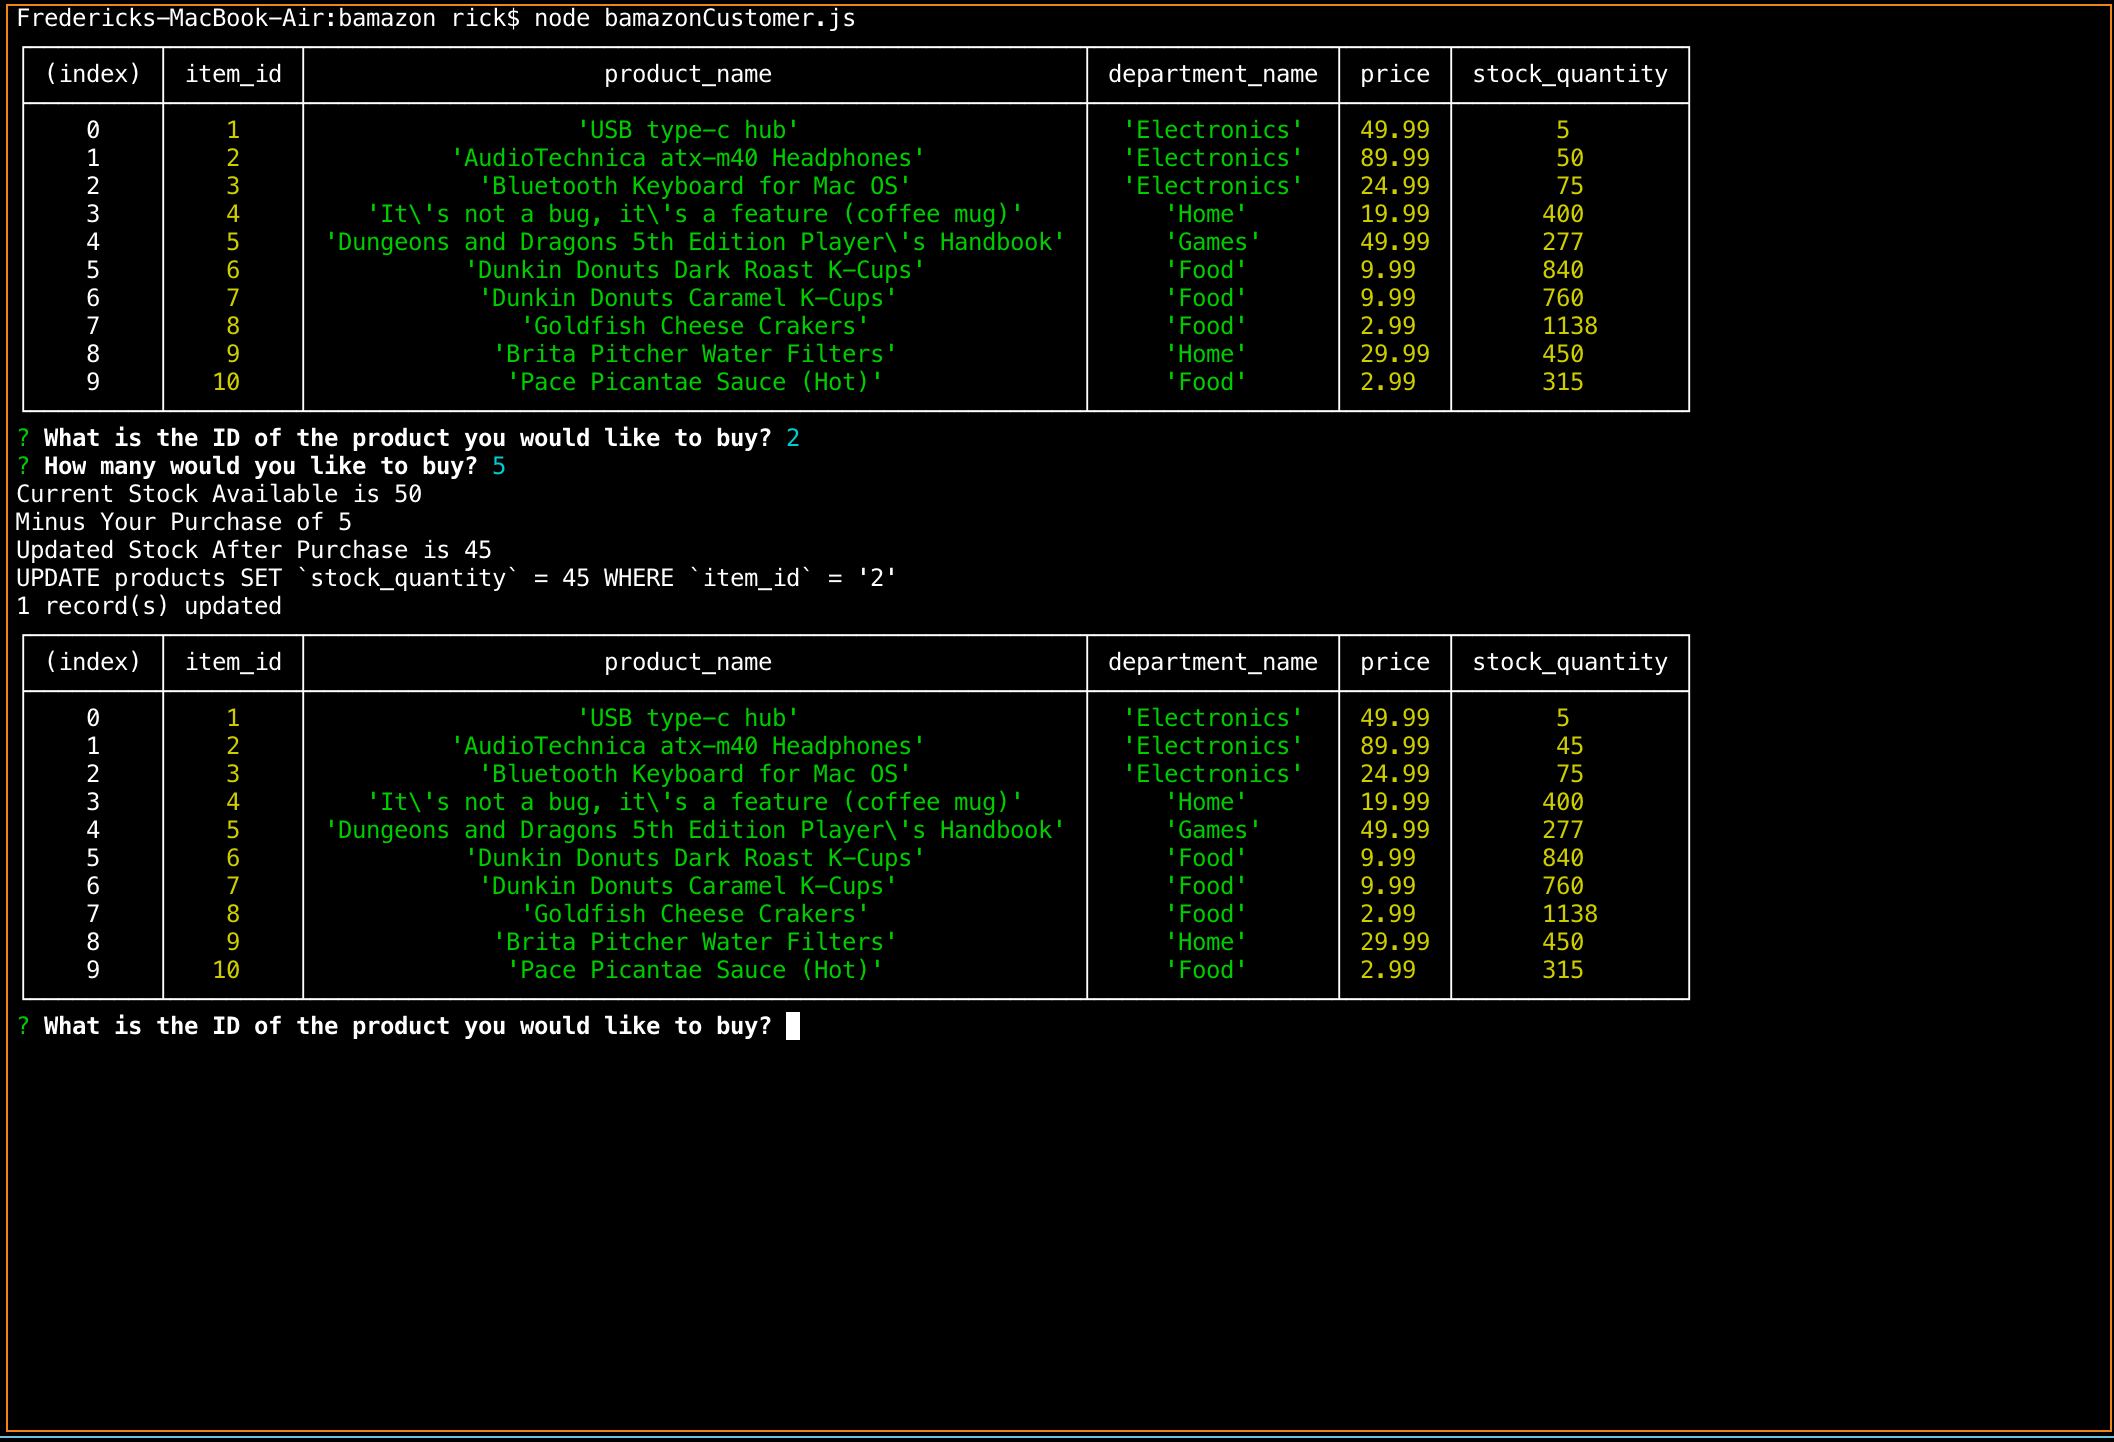 Fredericks-MacBook-Air:bamazon rick$ node bamazonCustomer.js
(index) item_id product_name department_name price stock_quantity
0 1 'USB type-c hub' 'Electronics' 49.99 5
1 2 'AudioTechnica atx-m40 Headphones' 'Electronics' 89.99 50
2 3 'Bluetooth Keyboard for Mac OS' 'Electronics' 24.99 75
3 4 'It\'s not a bug, it\'s a feature (coffee mug)' 'Home' 19.99 400
4 5 'Dungeons and Dragons 5th Edition Player\'s Handbook' 'Games' 49.99 277
5 6 'Dunkin Donuts Dark Roast K-Cups' 'Food' 9.99 840
6 7 'Dunkin Donuts Caramel K-Cups' 'Food' 9.99 760
7 8 'Goldfish Cheese Crakers' 'Food' 2.99 1138
8 9 'Brita Pitcher Water Filters' 'Home' 29.99 450
9 10 'Pace Picantae Sauce (Hot)' 'Food' 2.99 315
? What is the ID of the product you would like to buy? 2
? How many would you like to buy? 5
Current Stock Available is 50
Minus Your Purchase of 5
Updated Stock After Purchase is 45
UPDATE products SET `stock_quantity` = 45 WHERE `item_id` = '2'
1 record(s) updated
(index) item_id product_name department_name price stock_quantity
0 1 'USB type-c hub' 'Electronics' 49.99 5
1 2 'AudioTechnica atx-m40 Headphones' 'Electronics' 89.99 45
2 3 'Bluetooth Keyboard for Mac OS' 'Electronics' 24.99 75
3 4 'It\'s not a bug, it\'s a feature (coffee mug)' 'Home' 19.99 400
4 5 'Dungeons and Dragons 5th Edition Player\'s Handbook' 'Games' 49.99 277
5 6 'Dunkin Donuts Dark Roast K-Cups' 'Food' 9.99 840
6 7 'Dunkin Donuts Caramel K-Cups' 'Food' 9.99 760
7 8 'Goldfish Cheese Crakers' 'Food' 2.99 1138
8 9 'Brita Pitcher Water Filters' 'Home' 29.99 450
9 10 'Pace Picantae Sauce (Hot)' 'Food' 2.99 315
? What is the ID of the product you would like to buy?